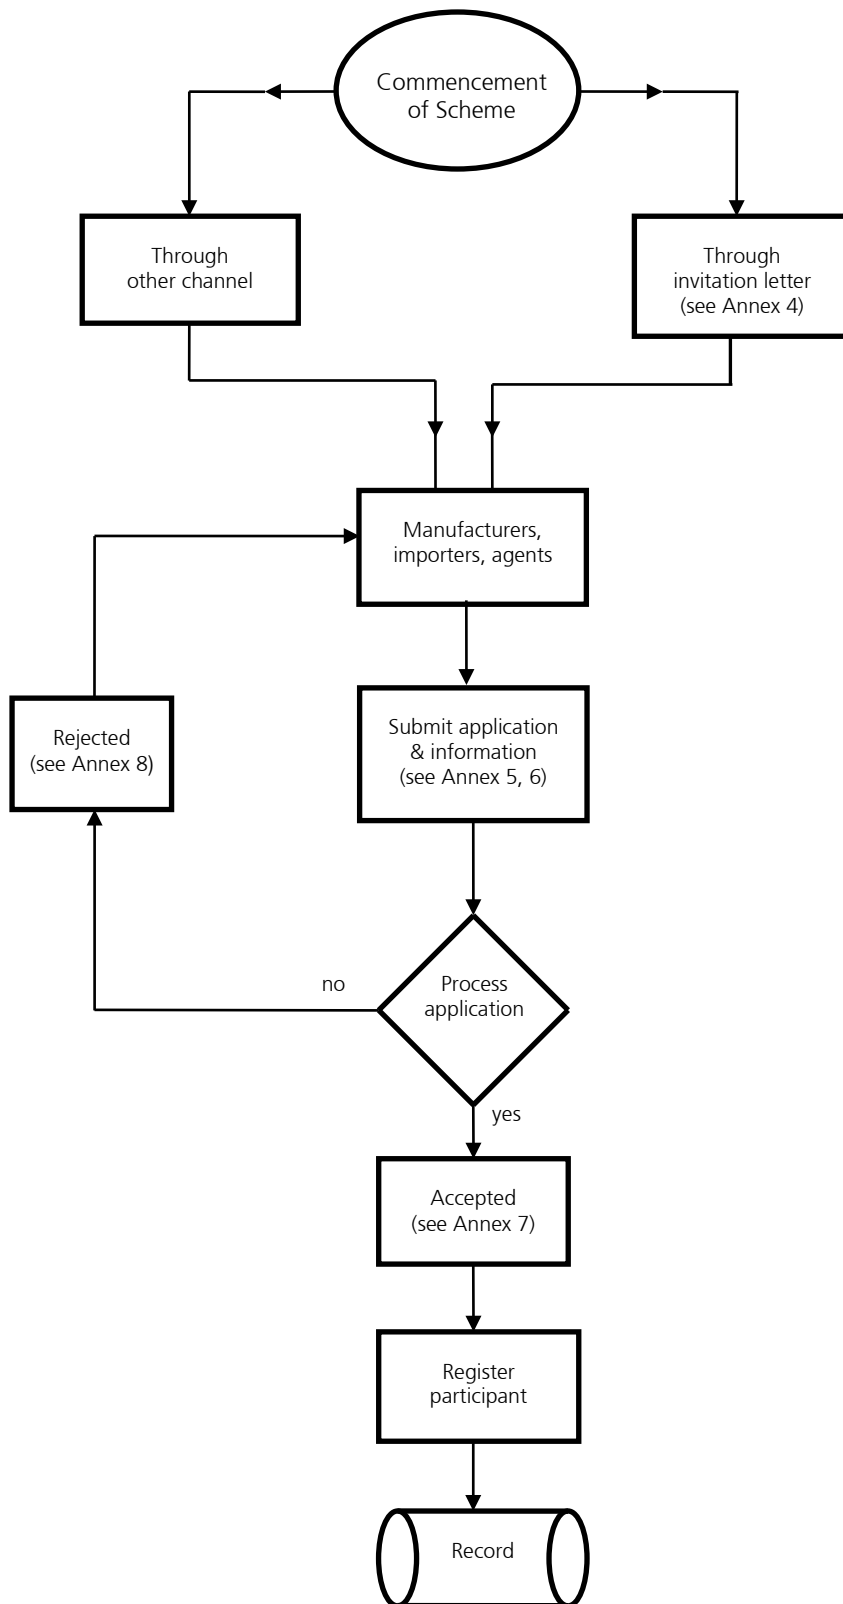 Commencement
of Scheme
Through
other channel
Through
invitation letter
(see Annex 4)
Manufacturers,
importers, agents
Rejected
(see Annex 8)
Submit application
& information
(see Annex 5, 6)
no
Process
application
yes
Accepted
(see Annex 7)
Register
participant
Record